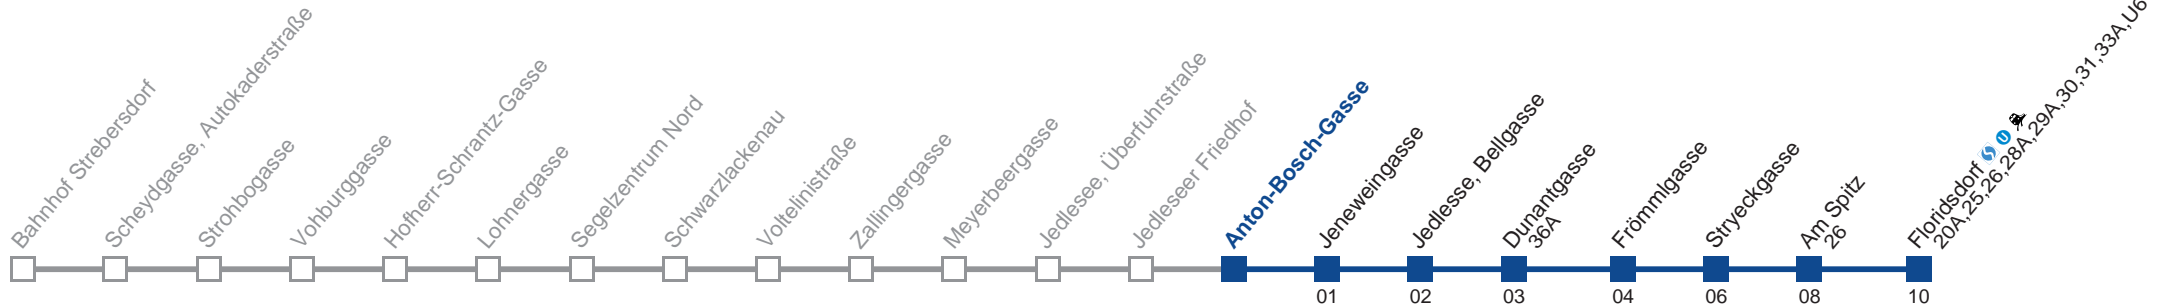 Bahnhof Strebersdorf
Scheydgasse, Autokaderstraße
Strohbogasse
Vohburggasse
Hofherr-Schrantz-Gasse
Lohnergasse
Segelzentrum Nord
Schwarzlackenau
Voltelinistraße
Zallingergasse
Meyerbeergasse
Jedlesee, Überfuhrstraße
Jedleseer Friedhof
Anton-Bosch-Gasse
Jeneweingasse
Jedlesse, Bellgasse
Dunantgasse
36A
Frömmlgasse
Stryeckgasse
Am Spitz
26
Floridsdorf S U
20A,25,26,28A,29A,30,31,33A,U6
01
02
03
04
06
08
10